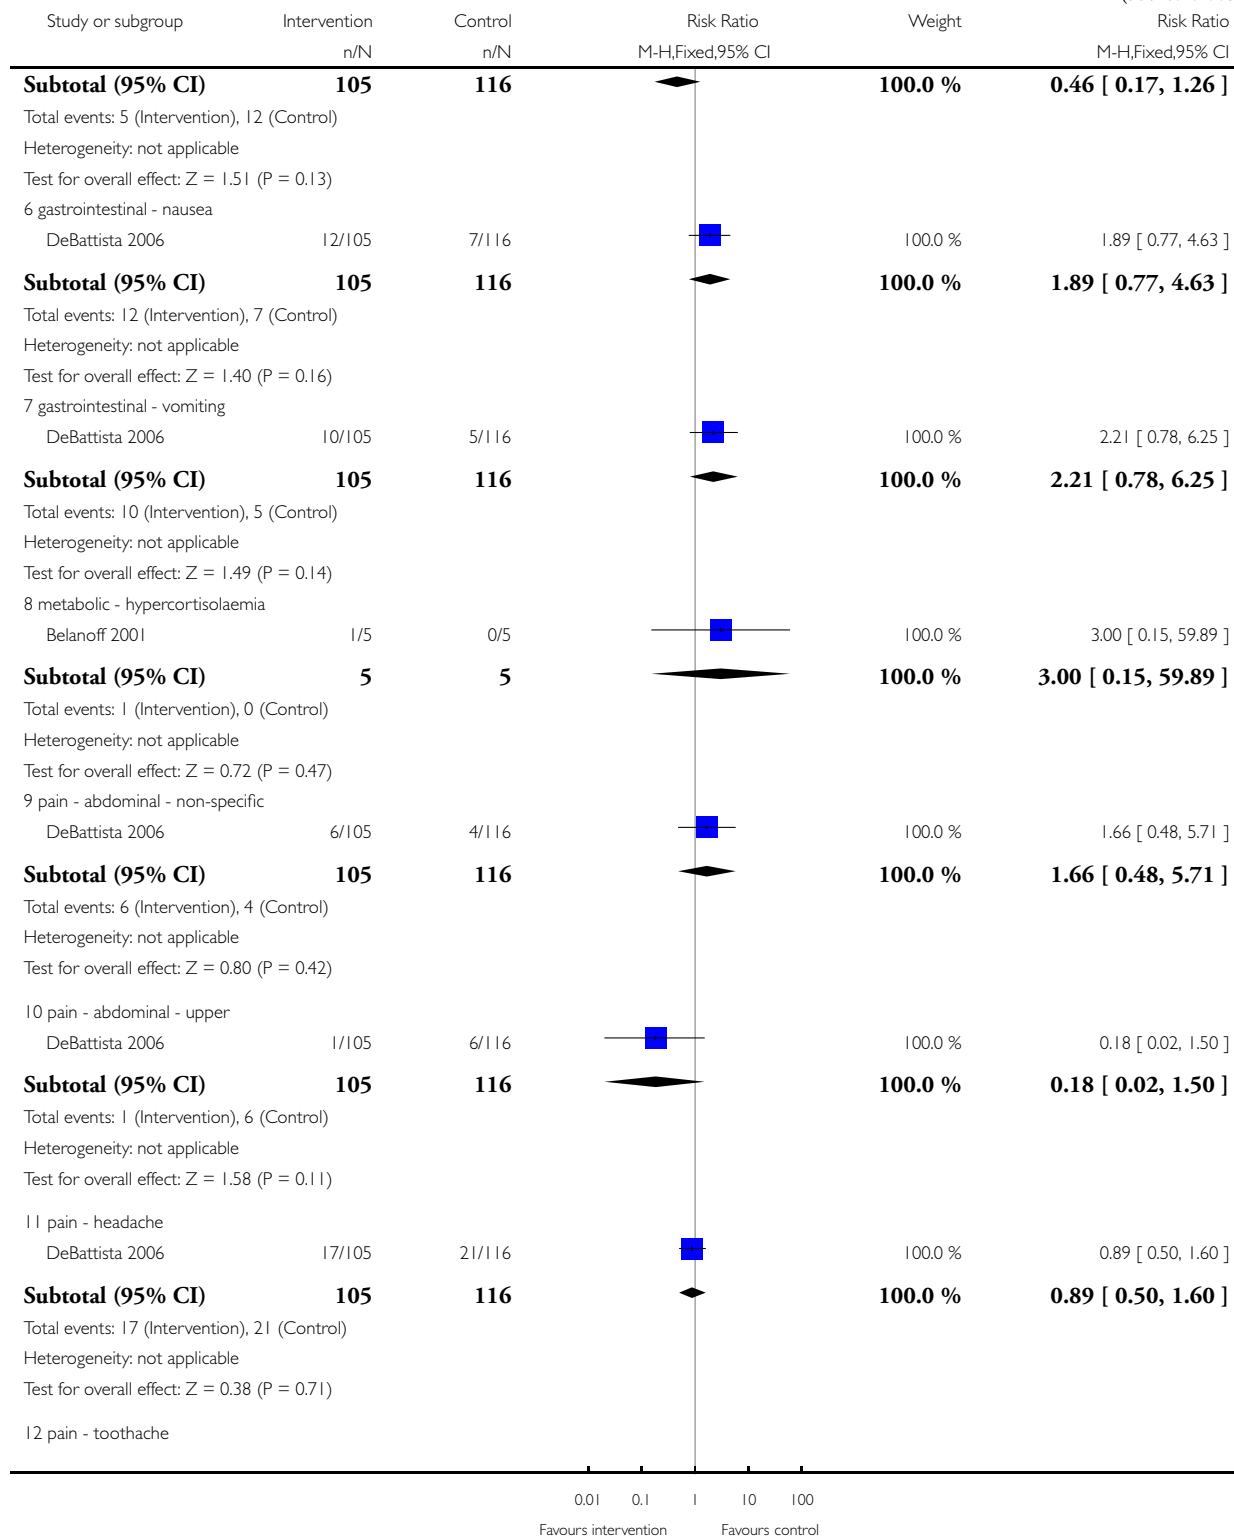 Study or subgroup Intervention Control Risk Ratio Weight Risk Ratio
n/N n/N M-H,Fixed,95% CI M-H,Fixed,95% CI
Subtotal (95% CI) 105 116 100.0 % 0.46 [ 0.17, 1.26 ]
Total events: 5 (Intervention), 12 (Control)
Heterogeneity: not applicable
Test for overall effect: Z = 1.51 (P = 0.13)
6 gastrointestinal - nausea
DeBattista 2006 12/105 7/116 100.0 % 1.89 [ 0.77, 4.63 ]
Subtotal (95% CI) 105 116 100.0 % 1.89 [ 0.77, 4.63 ]
Total events: 12 (Intervention), 7 (Control)
Heterogeneity: not applicable
Test for overall effect: Z = 1.40 (P = 0.16)
7 gastrointestinal - vomiting
DeBattista 2006 10/105 5/116 100.0 % 2.21 [ 0.78, 6.25 ]
Subtotal (95% CI) 105 116 100.0 % 2.21 [ 0.78, 6.25 ]
Total events: 10 (Intervention), 5 (Control)
Heterogeneity: not applicable
Test for overall effect: Z = 1.49 (P = 0.14)
8 metabolic - hypercortisolaemia
Belanoff 2001 1/5 0/5 100.0 % 3.00 [ 0.15, 59.89 ]
Subtotal (95% CI) 5 5 100.0 % 3.00 [ 0.15, 59.89 ]
Total events: 1 (Intervention), 0 (Control)
Heterogeneity: not applicable
Test for overall effect: Z = 0.72 (P = 0.47)
9 pain - abdominal - non-specific
DeBattista 2006 6/105 4/116 100.0 % 1.66 [ 0.48, 5.71 ]
Subtotal (95% CI) 105 116 100.0 % 1.66 [ 0.48, 5.71 ]
Total events: 6 (Intervention), 4 (Control)
Heterogeneity: not applicable
Test for overall effect: Z = 0.80 (P = 0.42)
10 pain - abdominal - upper
DeBattista 2006 1/105 6/116 100.0 % 0.18 [ 0.02, 1.50 ]
Subtotal (95% CI) 105 116 100.0 % 0.18 [ 0.02, 1.50 ]
Total events: 1 (Intervention), 6 (Control)
Heterogeneity: not applicable
Test for overall effect: Z = 1.58 (P = 0.11)
11 pain - headache
DeBattista 2006 17/105 21/116 100.0 % 0.89 [ 0.50, 1.60 ]
Subtotal (95% CI) 105 116 100.0 % 0.89 [ 0.50, 1.60 ]
Total events: 17 (Intervention), 21 (Control)
Heterogeneity: not applicable
Test for overall effect: Z = 0.38 (P = 0.71)
12 pain - toothache
0.01 0.1 1 10 100
Favours intervention Favours control